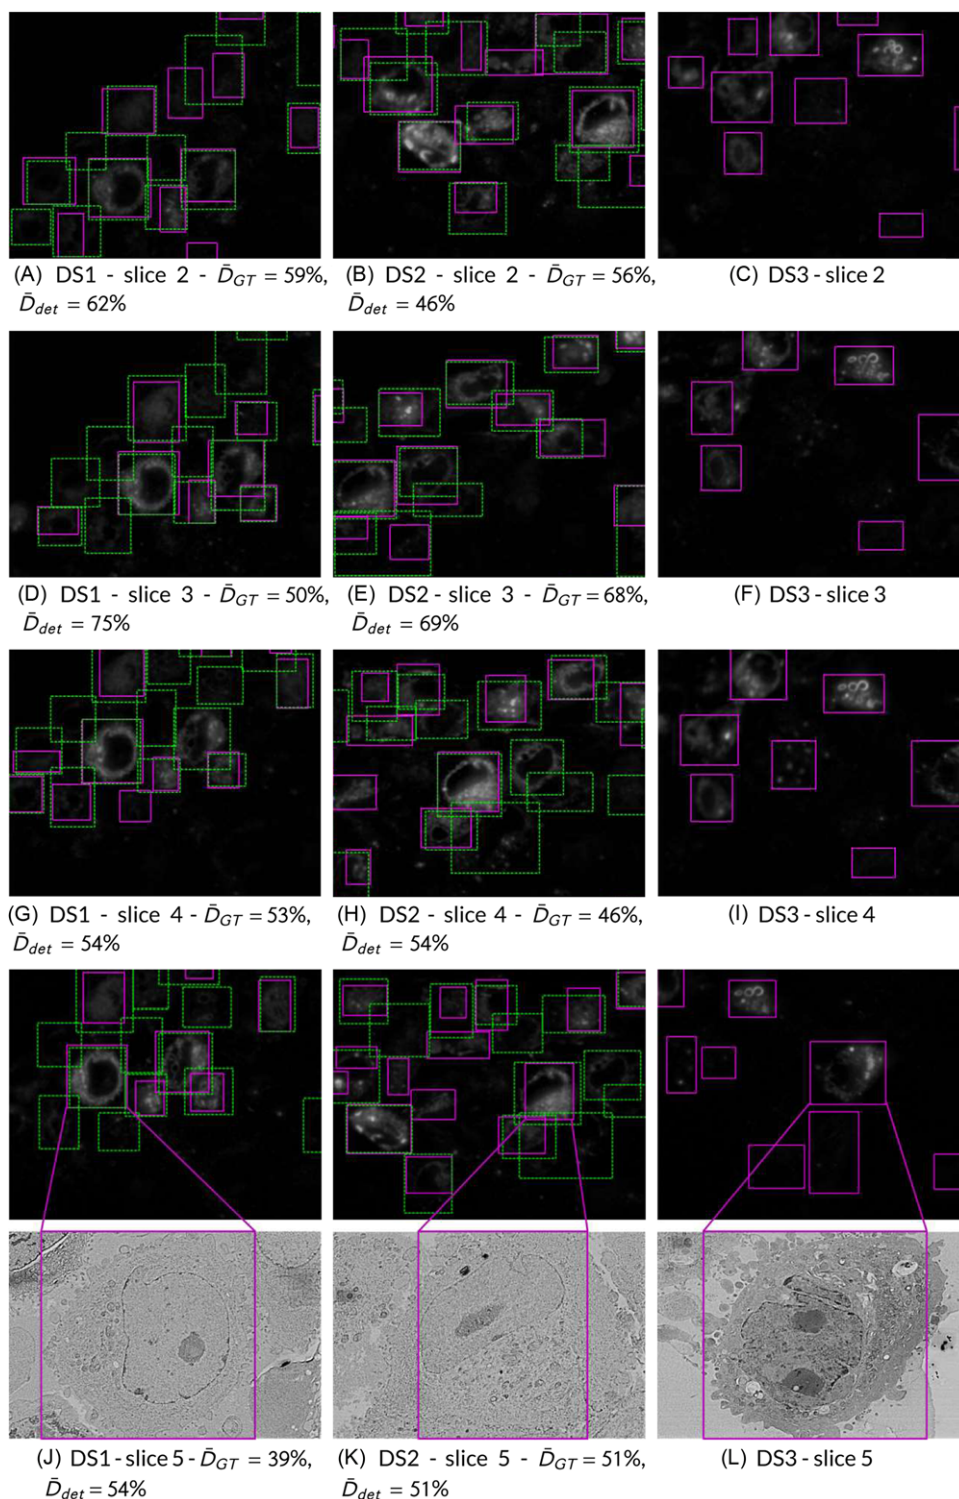 (A) DS1 - slice 2 - D̄GT = 59%,
D̄det = 62%
(B) DS2 - slice 2 - D̄GT = 56%,
D̄det = 46%
(C) DS3 - slice 2
(D) DS1 - slice 3 - D̄GT = 50%,
D̄det = 75%
(E) DS2 - slice 3 - D̄GT = 68%,
D̄det = 69%
(F) DS3 - slice 3
(G) DS1 - slice 4 - D̄GT = 53%,
D̄det = 54%
(H) DS2 - slice 4 - D̄GT = 46%,
D̄det = 54%
(I) DS3 - slice 4
(J) DS1 - slice 5 - D̄GT = 39%,
D̄det = 54%
(K) DS2 - slice 5 - D̄GT = 51%,
D̄det = 51%
(L) DS3 - slice 5